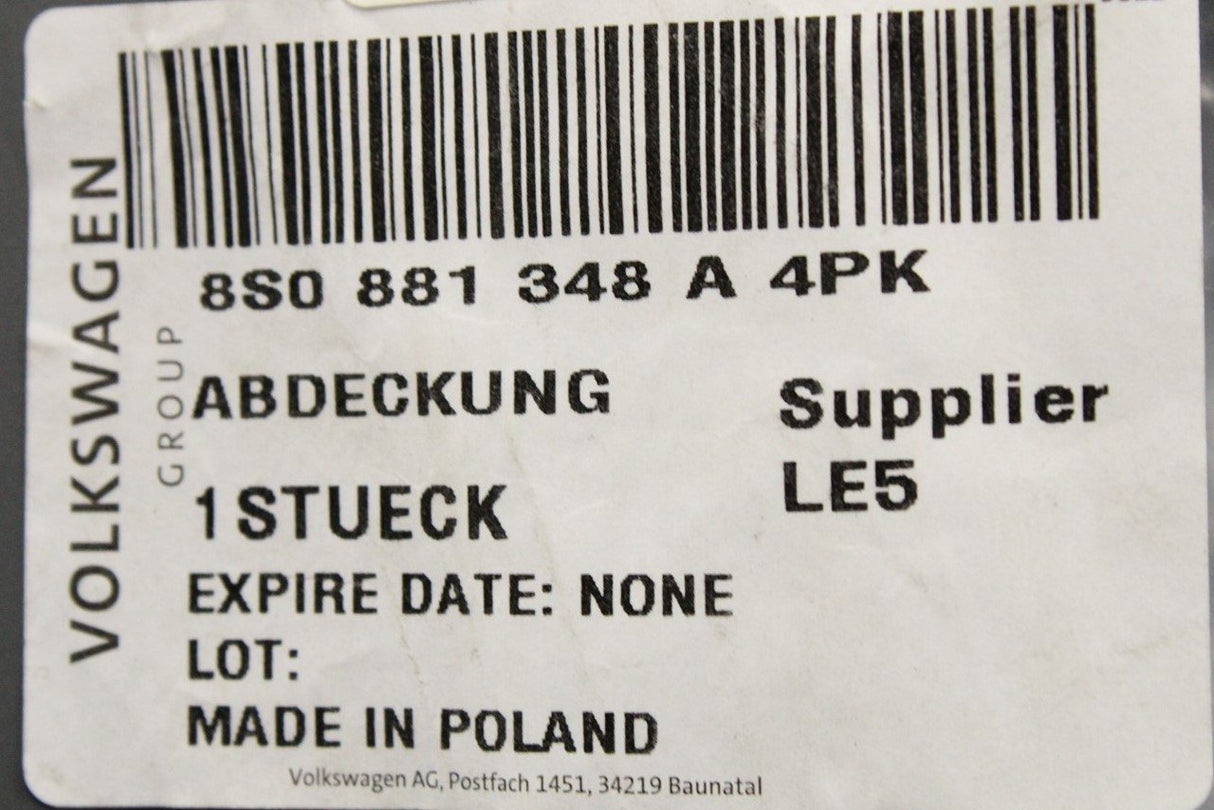 VOLKSWAGEN
GROUP
8S0 881 348 A 4PK
ABDECKUNG
Supplier
LE5
1STUECK
EXPIRE DATE: NONE
LOT:
MADE IN POLAND
Volkswagen AG, Postfach 1451, 34219 Baunatal